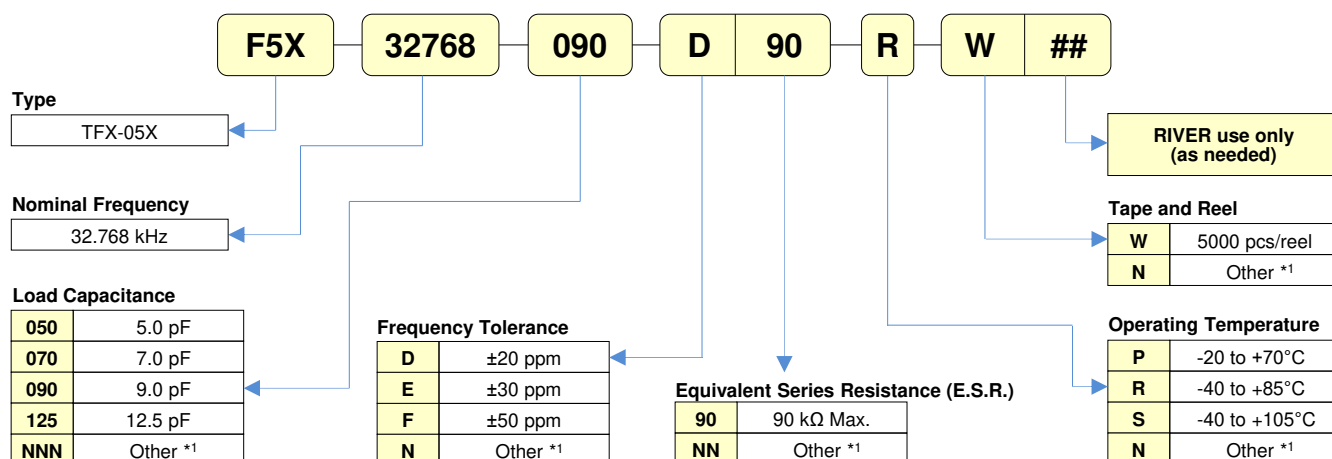 F5X 32768 090 D 90 R W ##
Type
TFX-05X
Nominal Frequency
32.768 kHz
Load Capacitance
050 5.0 pF
070 7.0 pF
090 9.0 pF
125 12.5 pF
NNN Other *1
Frequency Tolerance
D ±20 ppm
E ±30 ppm
F ±50 ppm
N Other *1
Equivalent Series Resistance (E.S.R.)
90 90 kΩ Max.
NN Other *1
RIVER use only
(as needed)
Tape and Reel
W 5000 pcs/reel
N Other *1
Operating Temperature
P -20 to +70°C
R -40 to +85°C
S -40 to +105°C
N Other *1